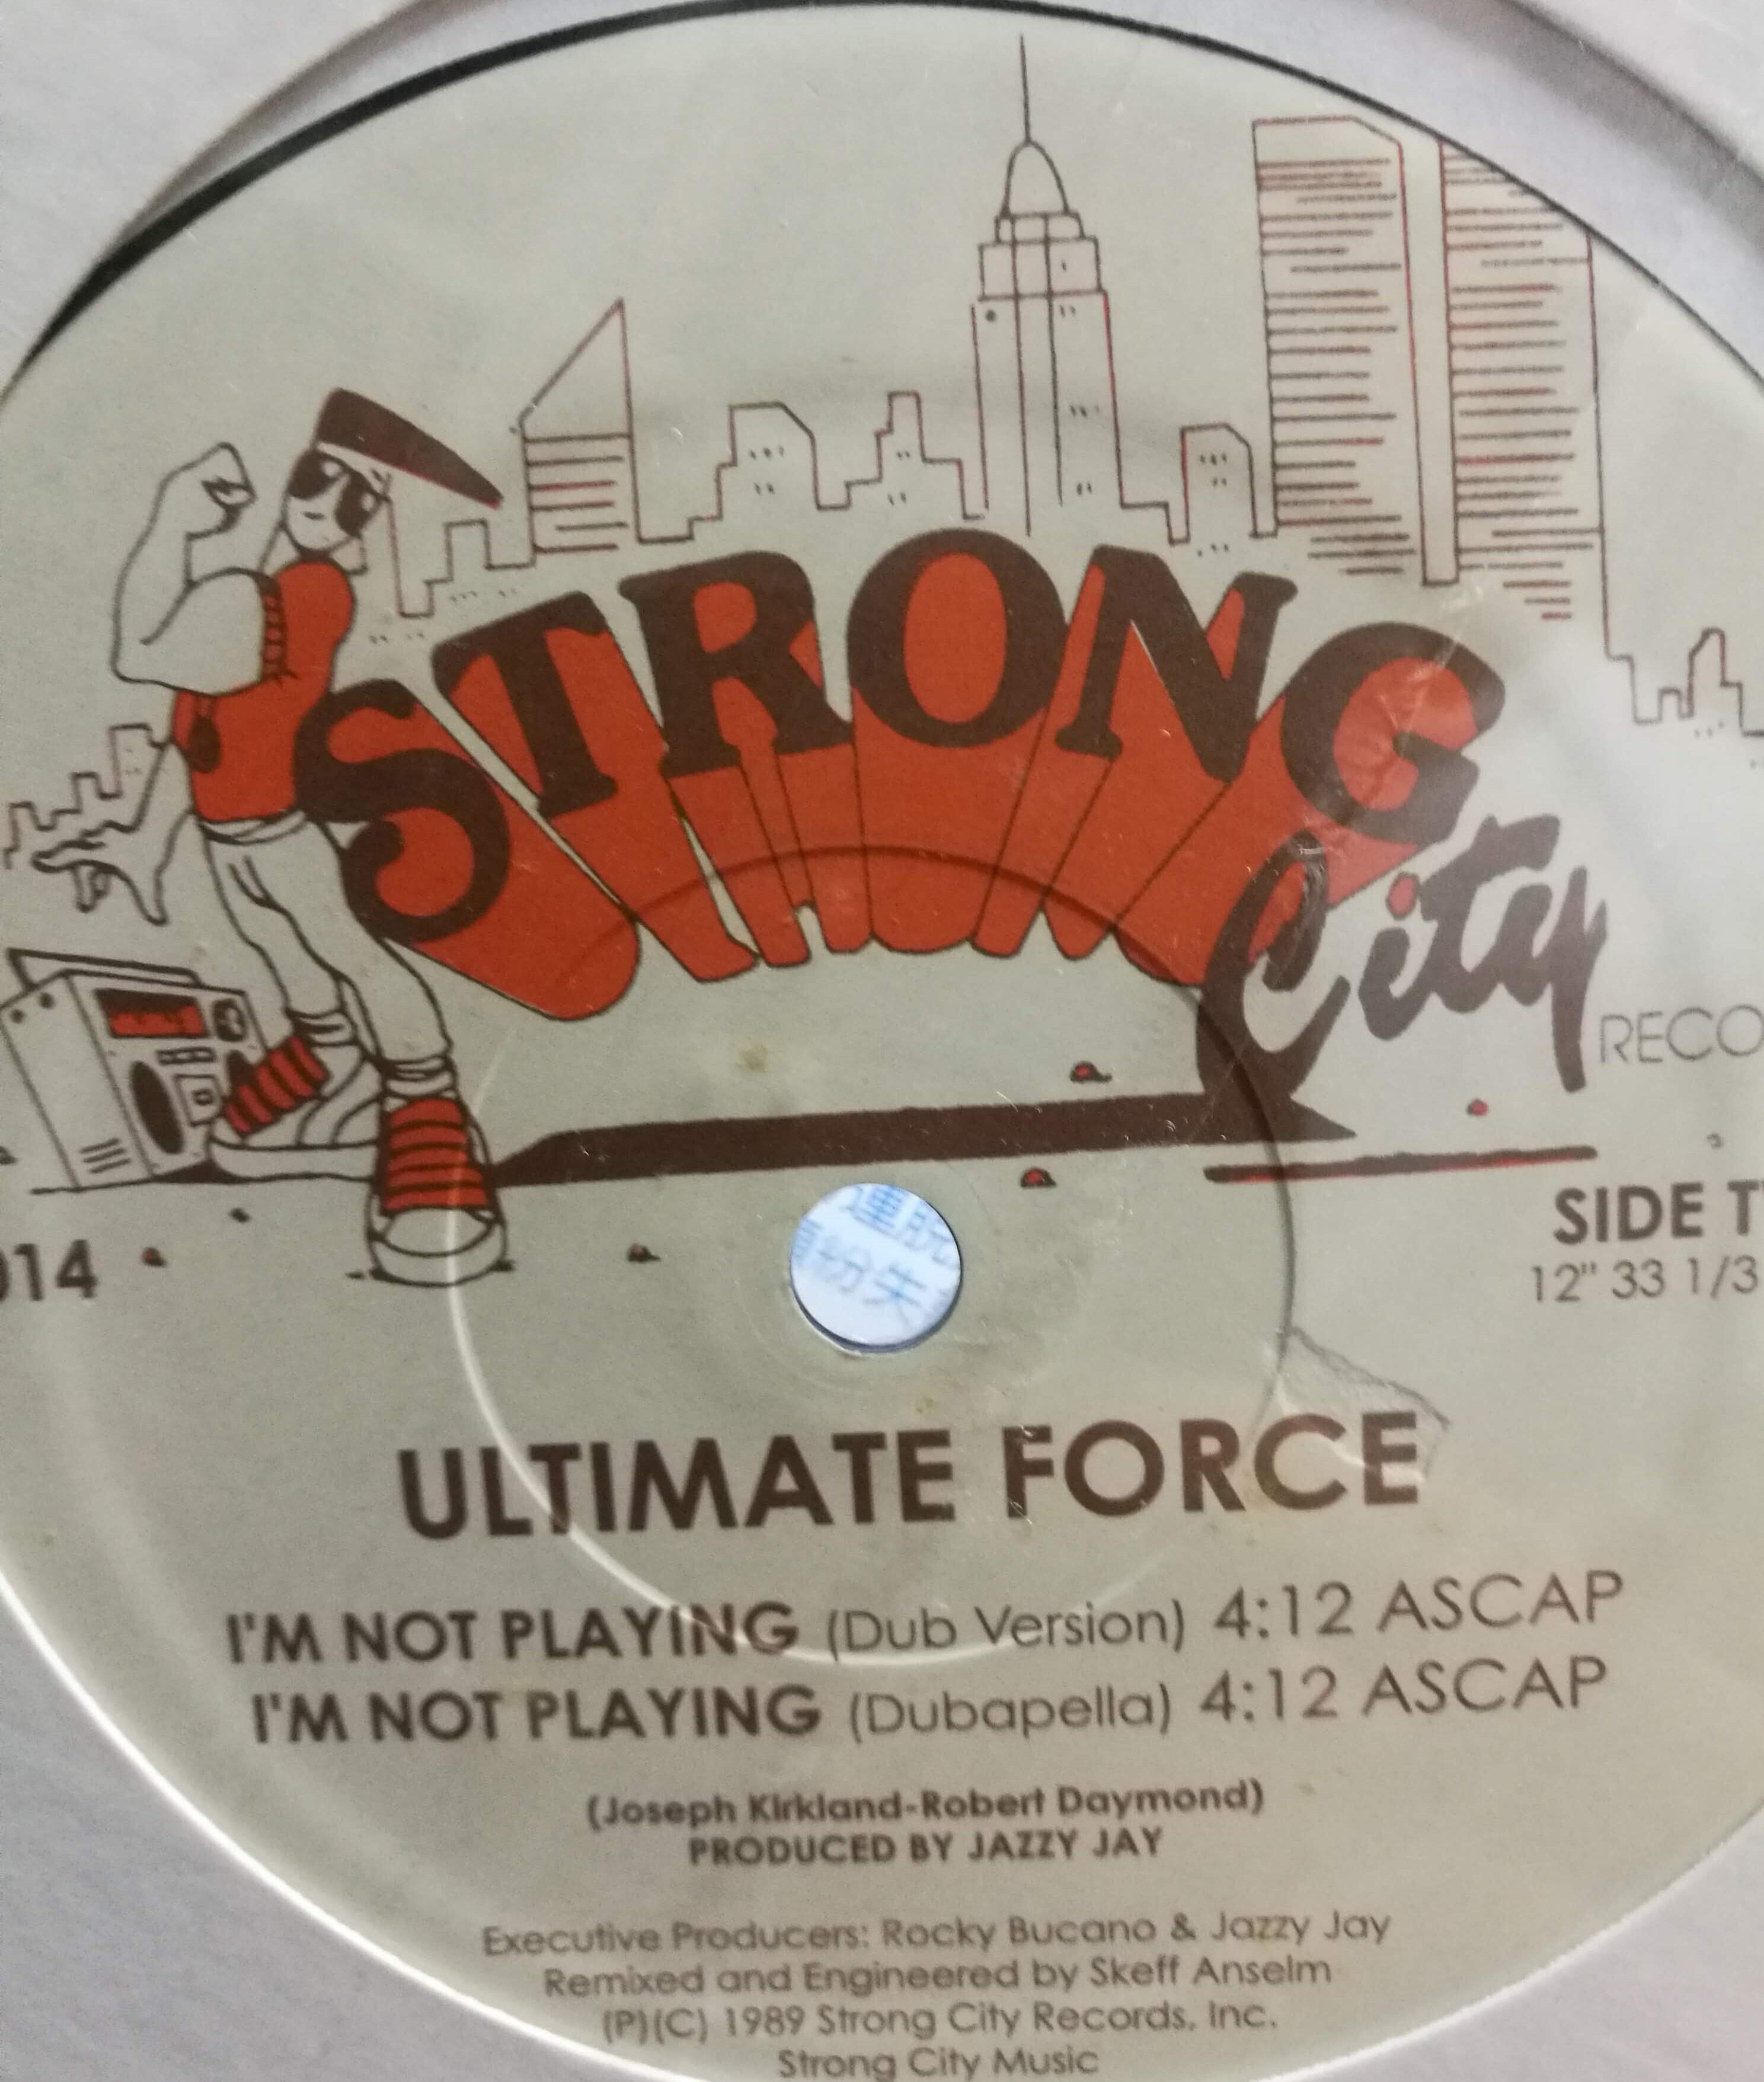 STRONG
City
RECO
SIDE T
12" 33 1/3
014
ULTIMATE FORCE
I'M NOT PLAYING (Dub Version) 4:12 ASCAP
I'M NOT PLAYING (Dubapella) 4:12 ASCAP
(Joseph Kirkland-Robert Daymond)
PRODUCED BY JAZZY JAY
Executive Producers: Rocky Bucano & Jazzy Jay
Remixed and Engineered by Skeff Anselm
(P)(C) 1989 Strong City Records, Inc.
Strong City Music